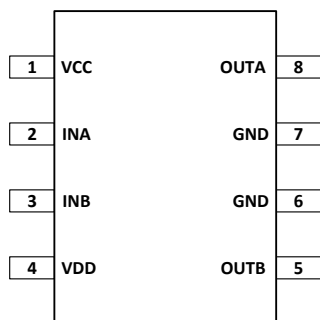 1 VCC OUTA 8
2 INA GND 7
3 INB GND 6
4 VDD OUTB 5